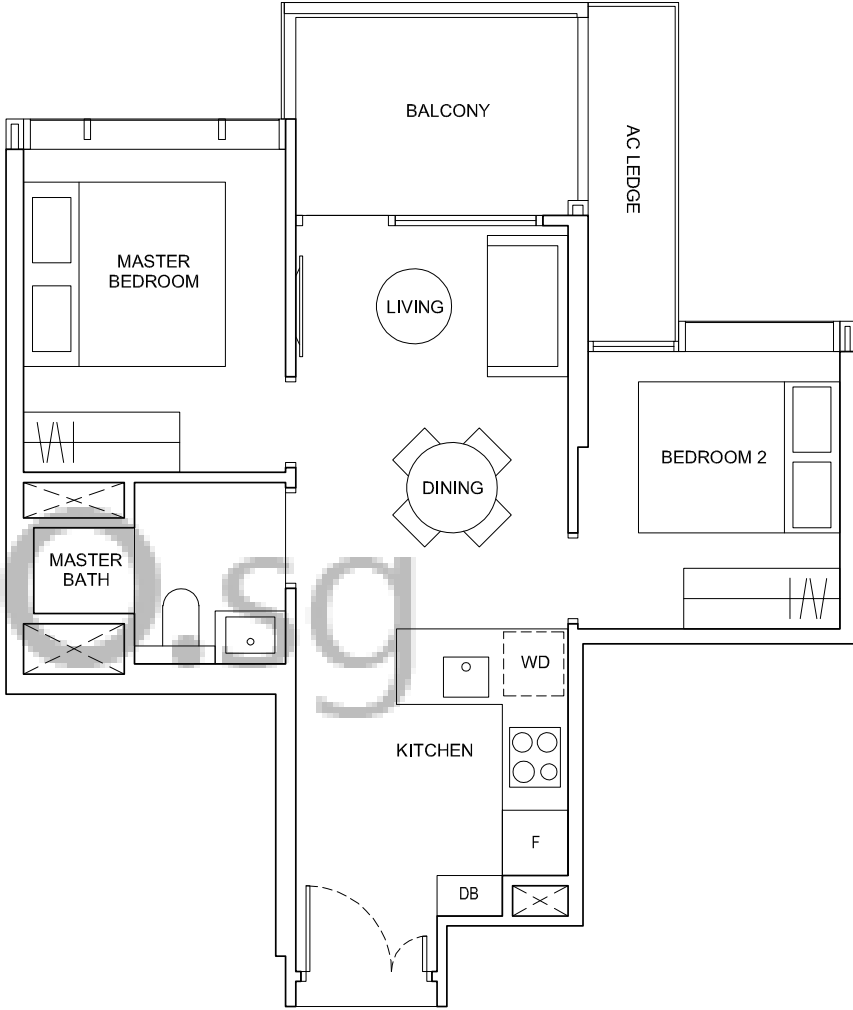 BALCONY
AC LEDGE
MASTER
BEDROOM
LIVING
BEDROOM 2
DINING
MASTER
BATH
o.sg
WD
KITCHEN
F
DB